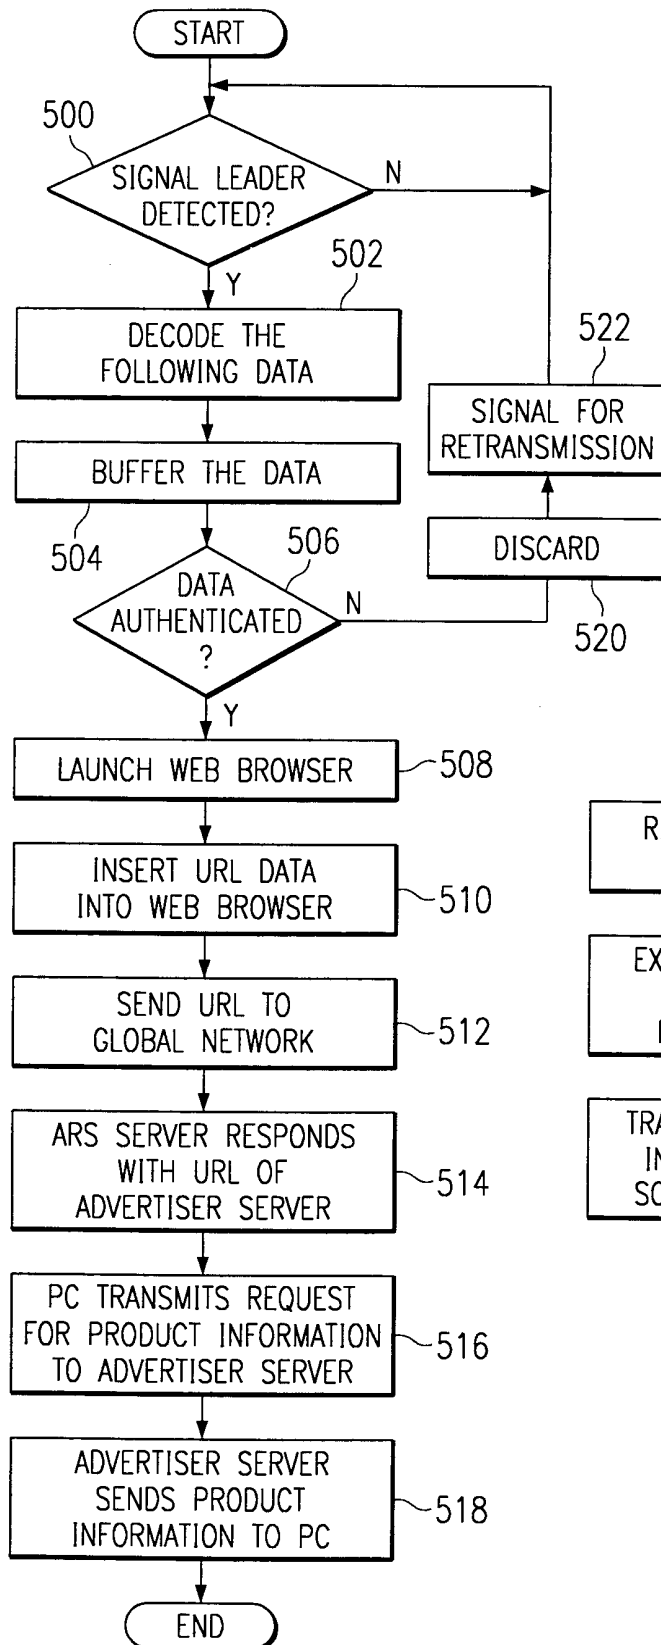 START
500
SIGNAL LEADER
DETECTED?
N
Y
502
DECODE THE
FOLLOWING DATA
522
SIGNAL FOR
RETRANSMISSION
BUFFER THE DATA
504
506
DISCARD
520
DATA
AUTHENTICATED
?
N
Y
LAUNCH WEB BROWSER
508
INSERT URL DATA
INTO WEB BROWSER
510
SEND URL TO
GLOBAL NETWORK
512
ARS SERVER RESPONDS
WITH URL OF
ADVERTISER SERVER
514
PC TRANSMITS REQUEST
FOR PRODUCT INFORMATION
TO ADVERTISER SERVER
516
ADVERTISER SERVER
SENDS PRODUCT
INFORMATION TO PC
518
END